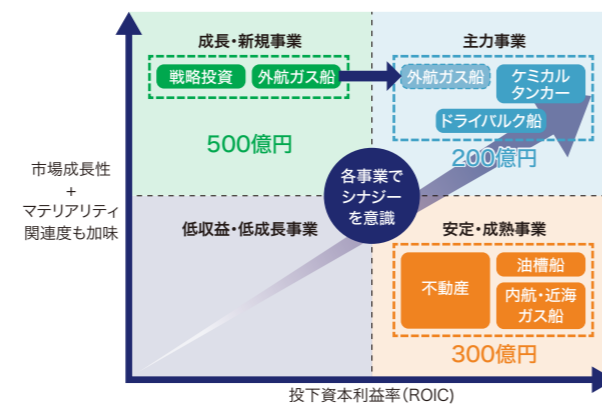 成長・新規事業
戦略投資
外航ガス船
500億円
主力事業
外航ガス船
ケミカル
タンカー
ドライバルク船
200億円
市場成長性
+
マテリアリティ
関連度も加味
各事業で
シナジー
を意識
低収益・低成長事業
安定・成熟事業
不動産
油槽船
内航・近海
ガス船
300億円
投下資本利益率(ROIC)